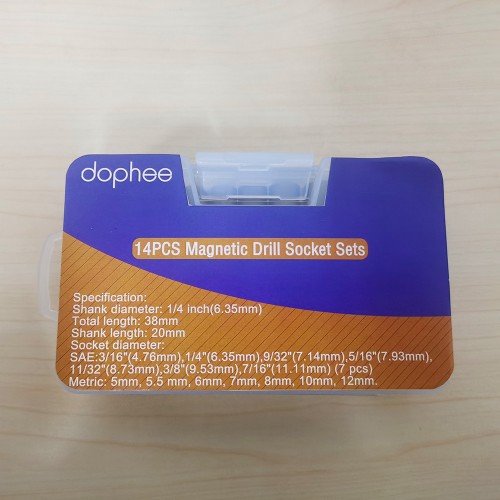 dophee
14PCS Magnetic Drill Socket Sets
Specification:
Shank diameter: 1/4 inch(6.35mm)
Total length: 38mm
Shank length: 20mm
Socket diameter:
SAE:3/16"(4.76mm),1/4"(6.35mm),9/32"(7.14mm),5/16"(7.93mm),
11/32"(8.73mm),3/8"(9.53mm),7/16"(11.11mm) (7 pcs)
Metric: 5mm, 5.5 mm, 6mm, 7mm, 8mm, 10mm, 12mm.